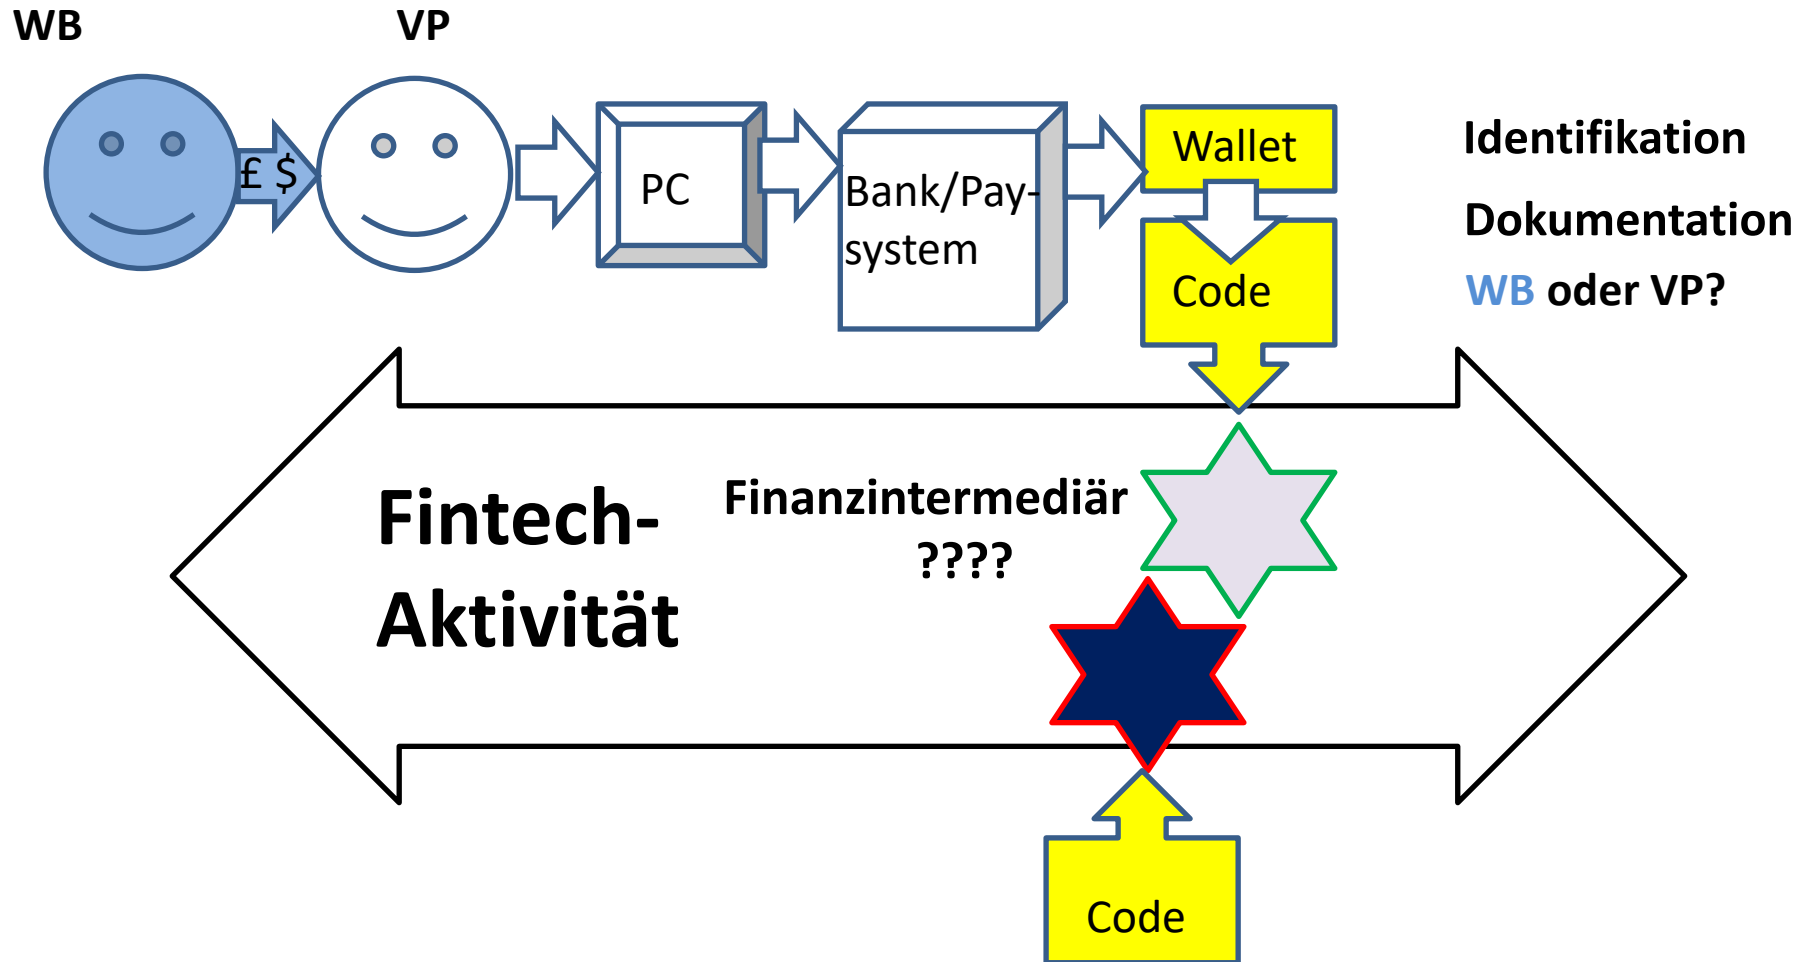 WB
VP
£ $
PC
Bank/Pay-
system
Wallet
Code
Identifikation
Dokumentation
WB oder VP?
Fintech-
Aktivität
Finanzintermediär
????
Code